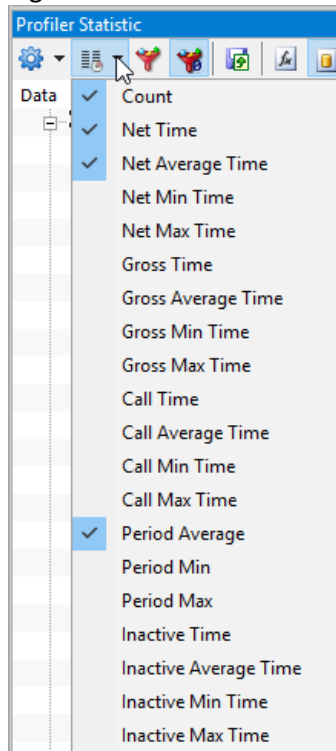 Profiler Statistic
Data
Count
Net Time
Net Average Time
Net Min Time
Net Max Time
Gross Time
Gross Average Time
Gross Min Time
Gross Max Time
Call Time
Call Average Time
Call Min Time
Call Max Time
Period Average
Period Min
Period Max
Inactive Time
Inactive Average Time
Inactive Min Time
Inactive Max Time